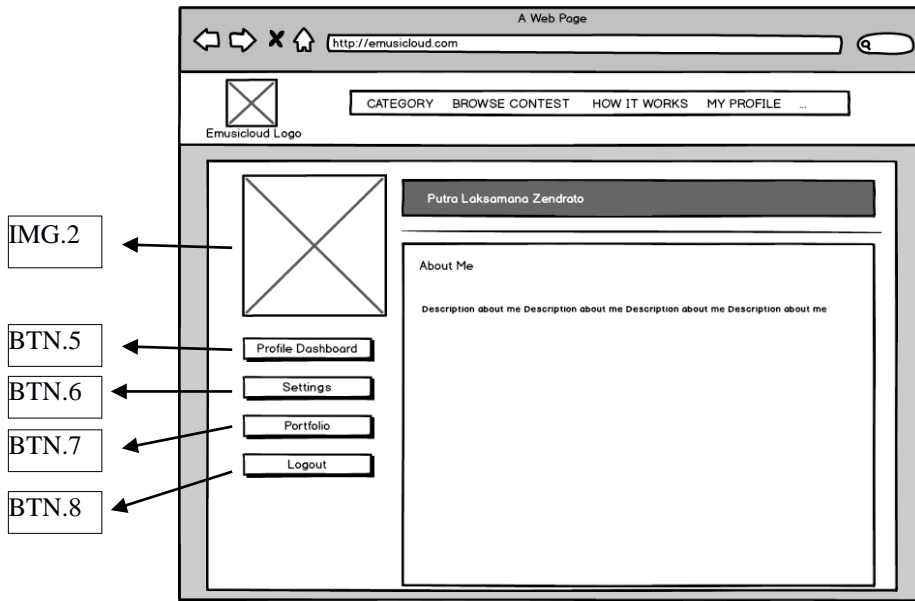 A Web Page
http://emusicloud.com
CATEGORY BROWSE CONTEST HOW IT WORKS MY PROFILE ...
Emusicloud Logo
Putra Laksamana Zendrato
IMG.2
About Me
Description about me Description about me Description about me Description about me
BTN.5
Profile Dashboard
BTN.6
Settings
BTN.7
Portfolio
BTN.8
Logout